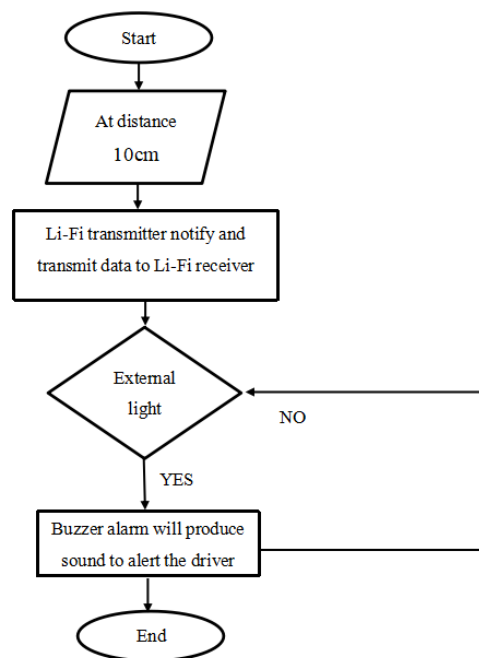 Start
At distance
10cm
Li-Fi transmitter notify and
transmit data to Li-Fi receiver
External
light
NO
YES
Buzzer alarm will produce
sound to alert the driver
End